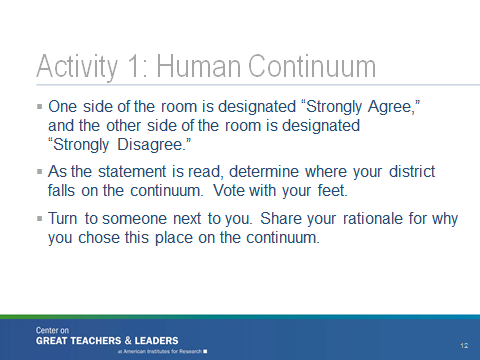 Activity 1: Human Continuum
▪ One side of the room is designated “Strongly Agree,”
and the other side of the room is designated
“Strongly Disagree.”
▪ As the statement is read, determine where your district
falls on the continuum. Vote with your feet.
▪ Turn to someone next to you. Share your rationale for why
you chose this place on the continuum.
Center on
GREAT TEACHERS & LEADERS
at American Institutes for Research ■
12